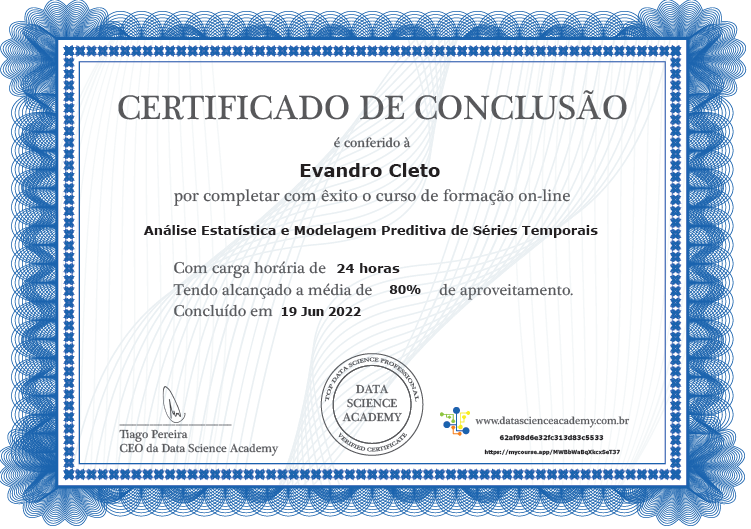 CERTIFICADO DE CONCLUSÃO
é conferido à
Evandro Cleto
por completar com êxito o curso de formação on-line
Análise Estatística e Modelagem Preditiva de Séries Temporais
Com carga horária de 24 horas
Tendo alcançado a média de 80% de aproveitamento.
Concluído em 19 Jun 2022
TOP DATA SCIENCE PROFESSIONAL
DATA
SCIENCE
ACADEMY
VERIFIED CERTIFICATE
Tiago Pereira
CEO da Data Science Academy
www.datascienceacademy.com.br
62af98d6e32fc313d83c5533
https://mycourse.app/MWBbWaBqXkcxSeT37